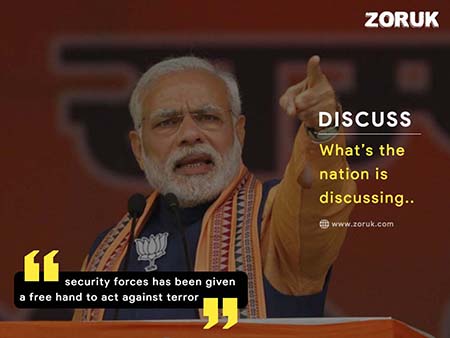 ZORUK
DISCUSS
What's the
nation is
discussing..
www.zoruk.com
security forces has been given
a free hand to act against terror